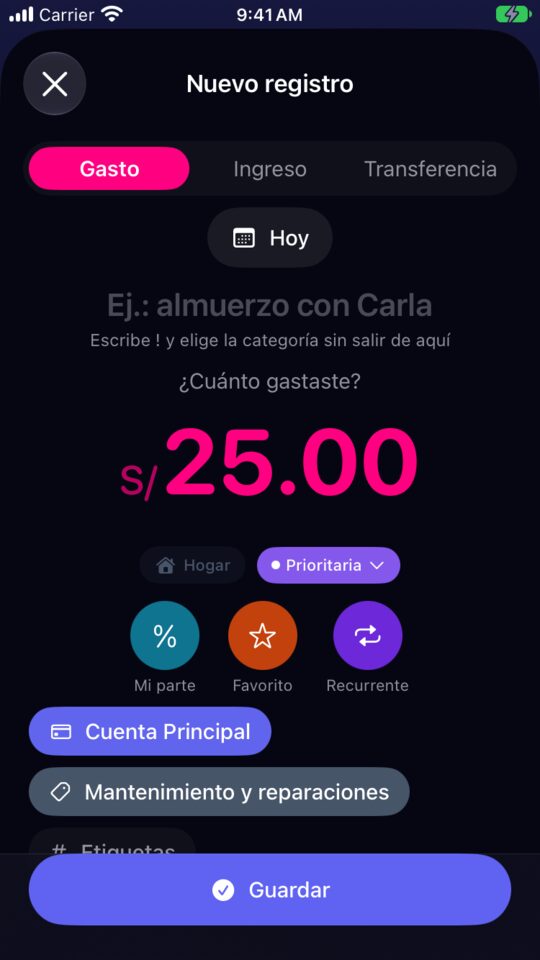 Carrier 9:41 AM
Nuevo registro
Gasto Ingreso Transferencia
Hoy
Ej.: almuerzo con Carla
Escribe ! y elige la categoría sin salir de aquí
¿Cuánto gastaste?
S/25.00
Hogar Prioritaria
%
Mi parte Favorito Recurrente
Cuenta Principal
Mantenimiento y reparaciones
# Etiquetas
Guardar